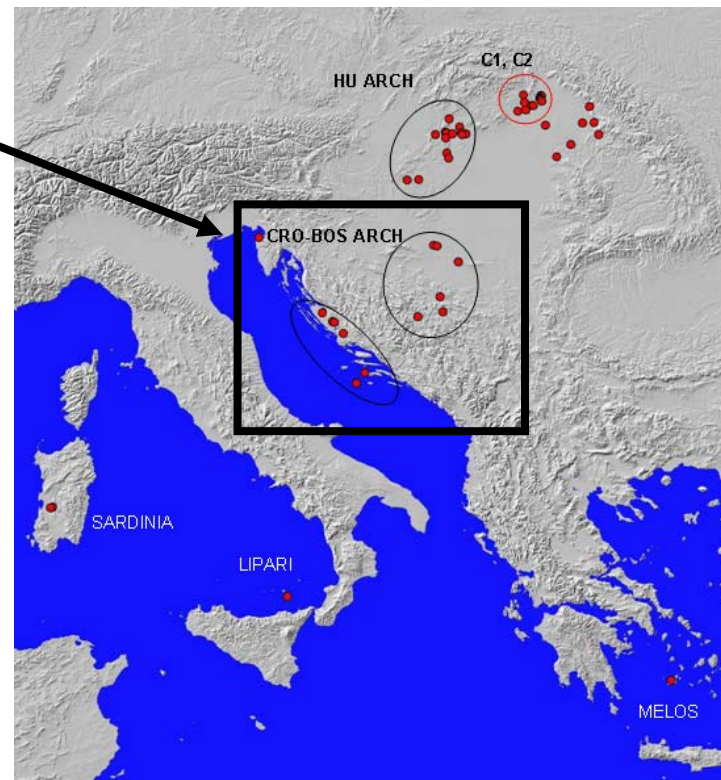 C1, C2
HU ARCH
CRO-BOS ARCH
SARDINIA
LIPARI
MELOS